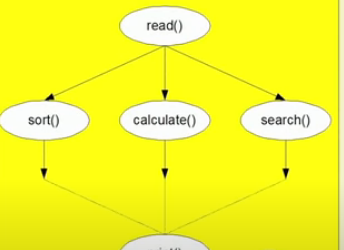 read()
sort() calculate() search()